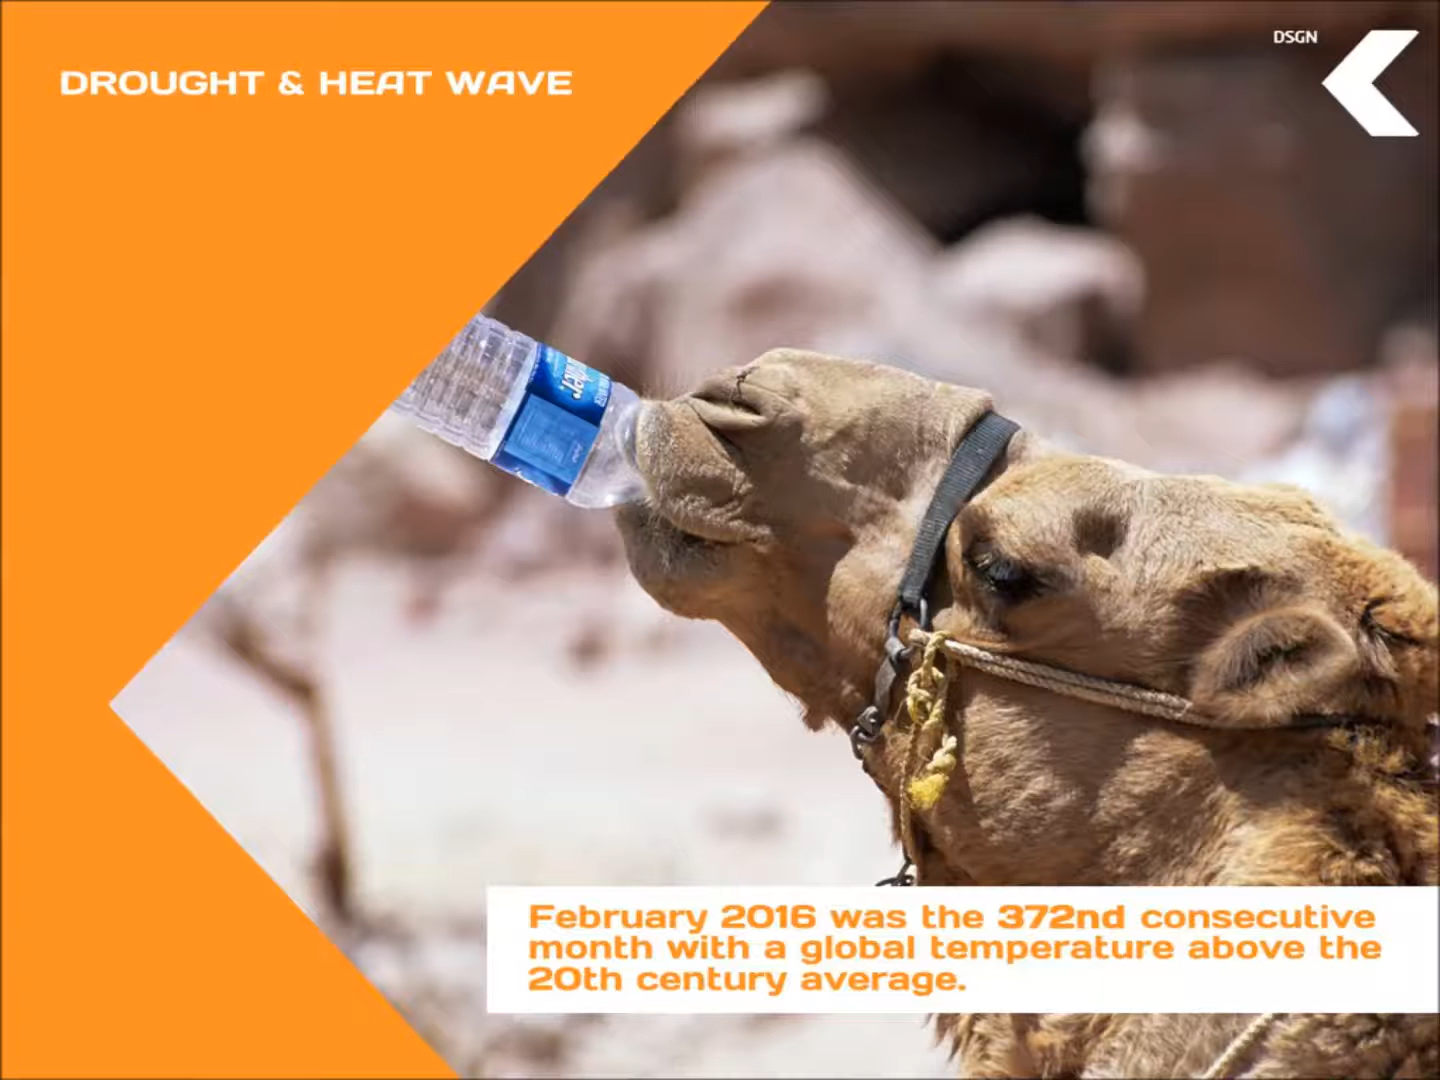 DROUGHT & HEAT WAVE
DSGN
February 2016 was the 372nd consecutive
month with a global temperature above the
20th century average.